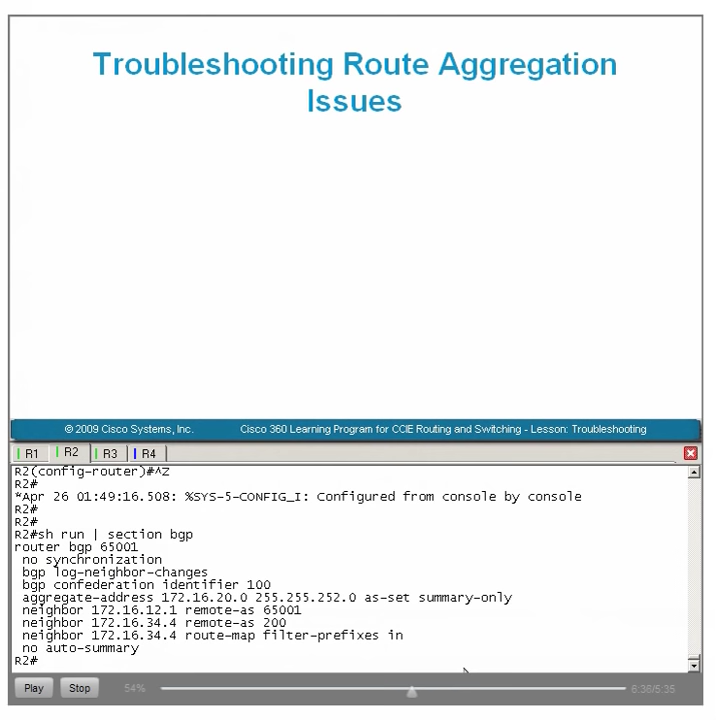 Troubleshooting Route Aggregation
Issues
© 2009 Cisco Systems, Inc. Cisco 360 Learning Program for CCIE Routing and Switching - Lesson: Troubleshooting
R1 R2 R3 R4
R2(config-router)#^Z
R2#
*Apr 26 01:49:16.508: %SYS-5-CONFIG_I: Configured from console by console
R2#
R2#
R2#sh run | section bgp
router bgp 65001
no synchronization
bgp log-neighbor-changes
bgp confederation identifier 100
aggregate-address 172.16.20.0 255.255.252.0 as-set summary-only
neighbor 172.16.12.1 remote-as 65001
neighbor 172.16.34.4 remote-as 200
neighbor 172.16.34.4 route-map filter-prefixes in
no auto-summary
R2#
Play Stop 54% 6:36/5:35